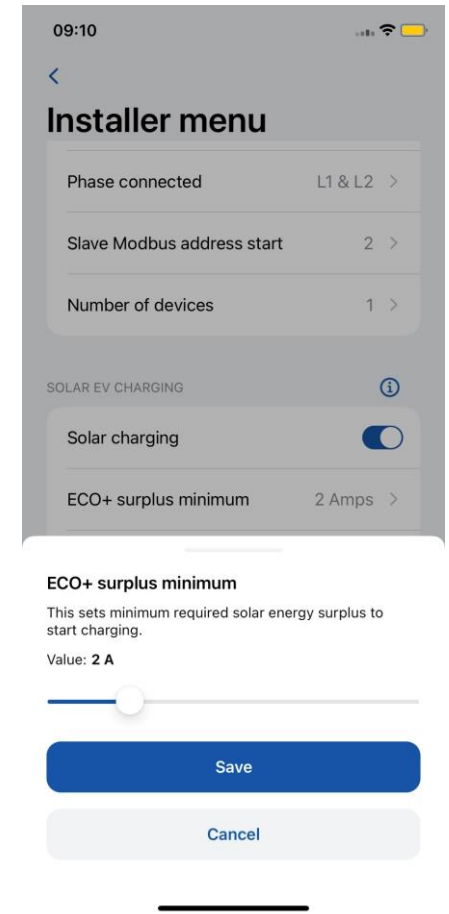 09:10
Installer menu
Phase connected L1 & L2
Slave Modbus address start 2
Number of devices 1
SOLAR EV CHARGING
Solar charging
ECO+ surplus minimum 2 Amps
ECO+ surplus minimum
This sets minimum required solar energy surplus to
start charging.
Value: 2 A
Save
Cancel